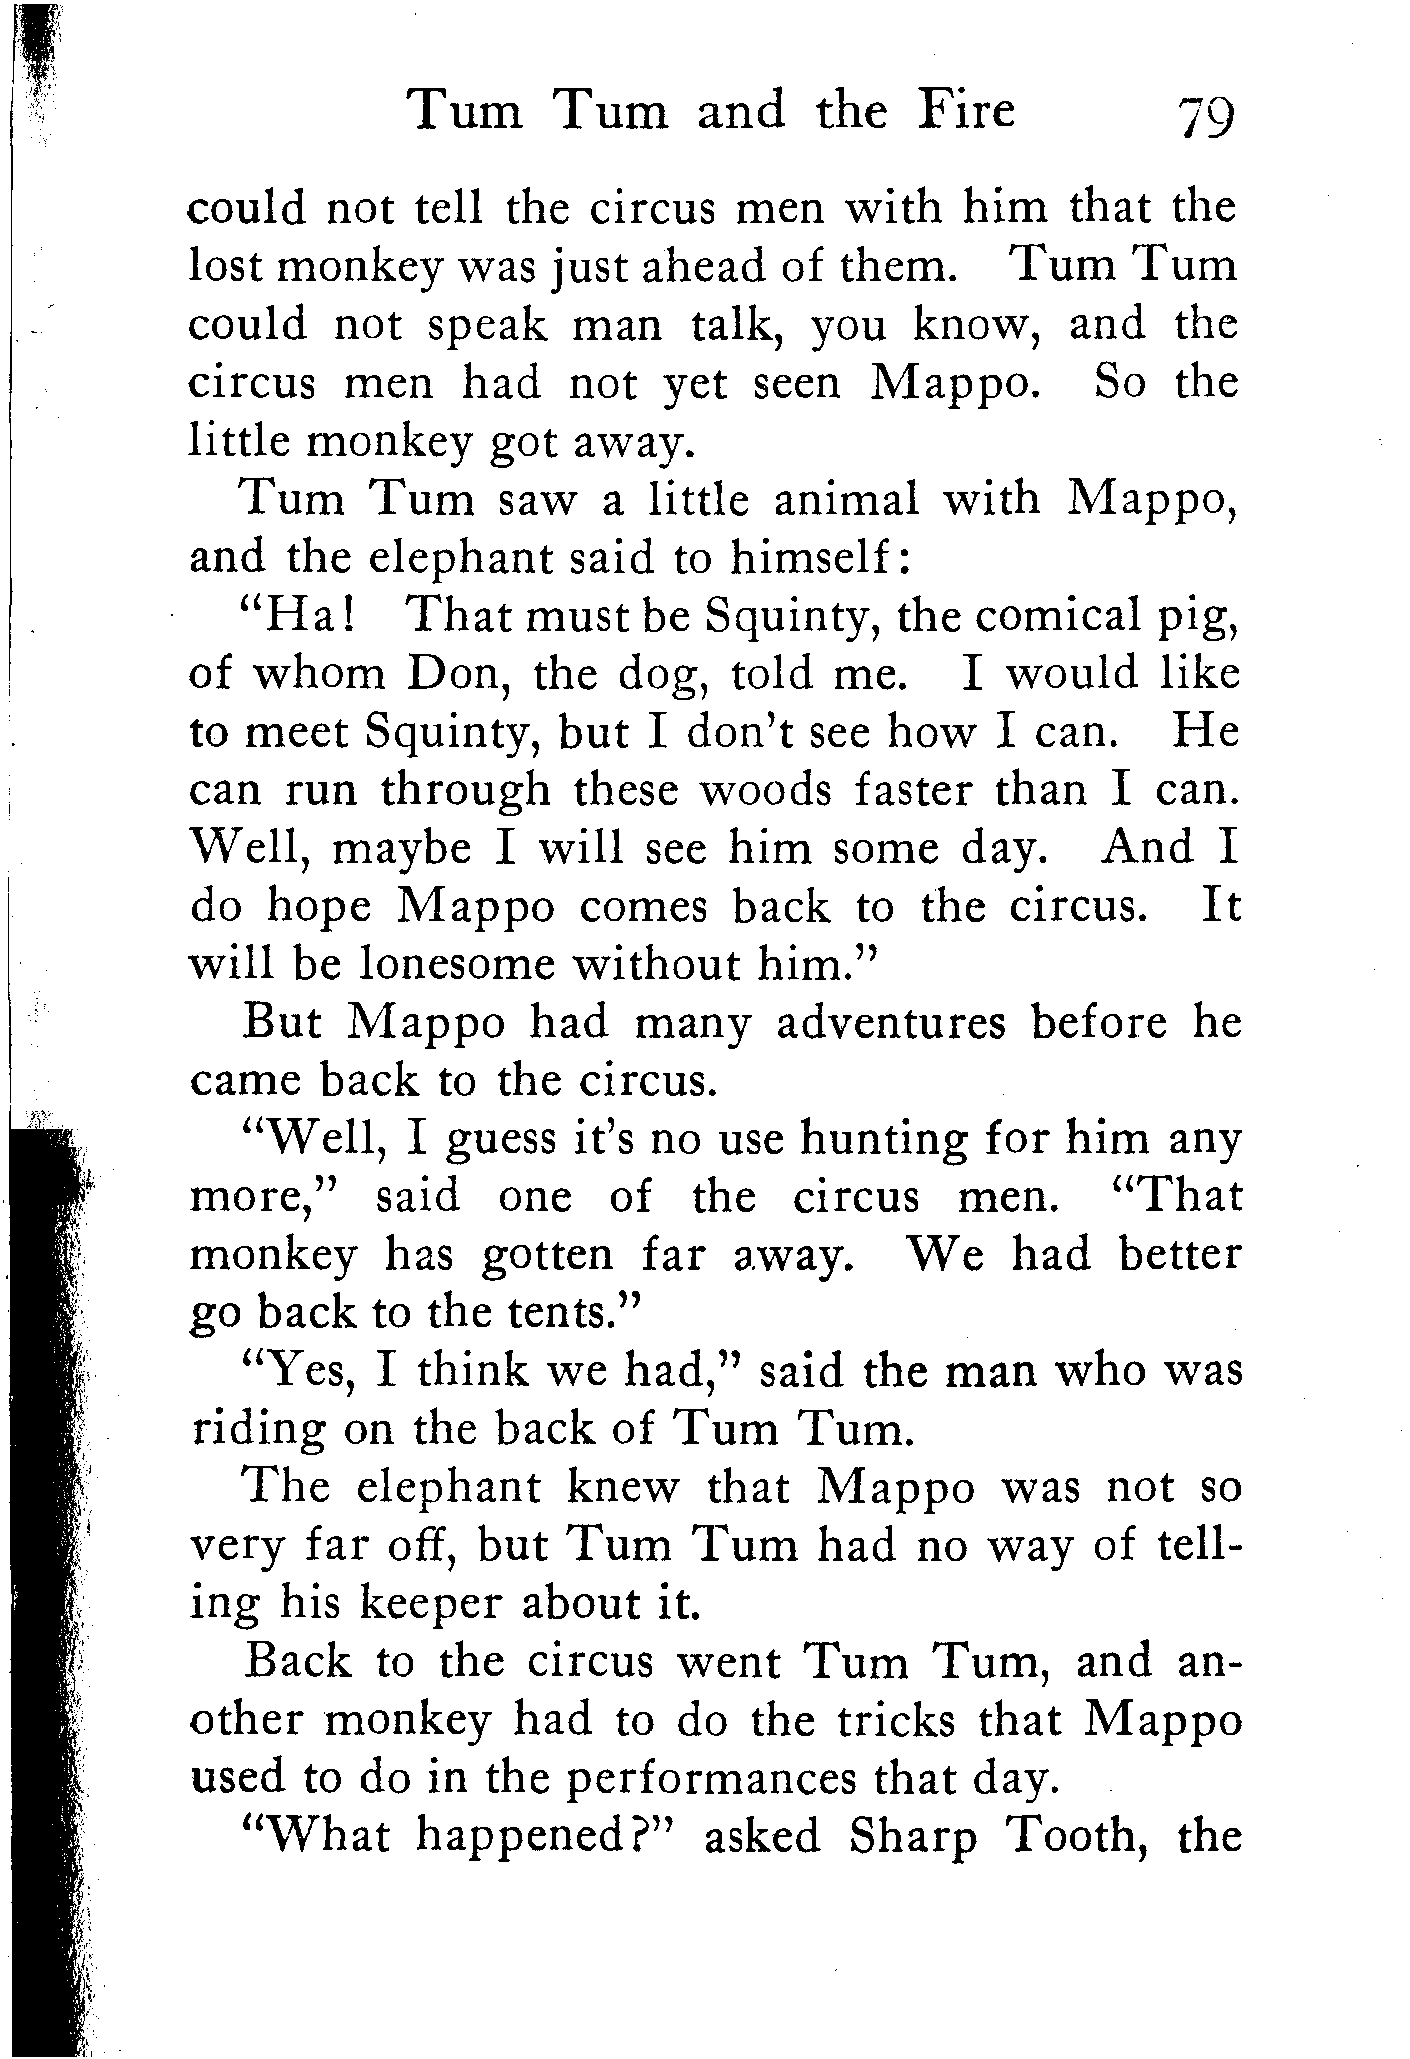 Tum Tum and the Fire 79
could not tell the circus men with him that the
lost monkey was just ahead of them. Tum Tum
could not speak man talk, you know, and the
circus men had not yet seen Mappo. So the
little monkey got away.
Tum Tum saw a little animal with Mappo,
and the elephant said to himself:
“Ha! That must be Squinty, the comical pig,
of whom Don, the dog, told me. I would like
to meet Squinty, but I don’t see how I can. He
can run through these woods faster than I can.
Well, maybe I will see him some day. And I
do hope Mappo comes back to the circus. It
will be lonesome without him.”
But Mappo had many adventures before he
came back to the circus.
“Well, I guess it’s no use hunting for him any
more,” said one of the circus men. “That
monkey has gotten far away. We had better
go back to the tents.”
“Yes, I think we had,” said the man who was
riding on the back of Tum Tum.
The elephant knew that Mappo was not so
very far off, but Tum Tum had no way of tell-
ing his keeper about it.
Back to the circus went Tum Tum, and an-
other monkey had to do the tricks that Mappo
used to do in the performances that day.
“What happened?” asked Sharp Tooth, the